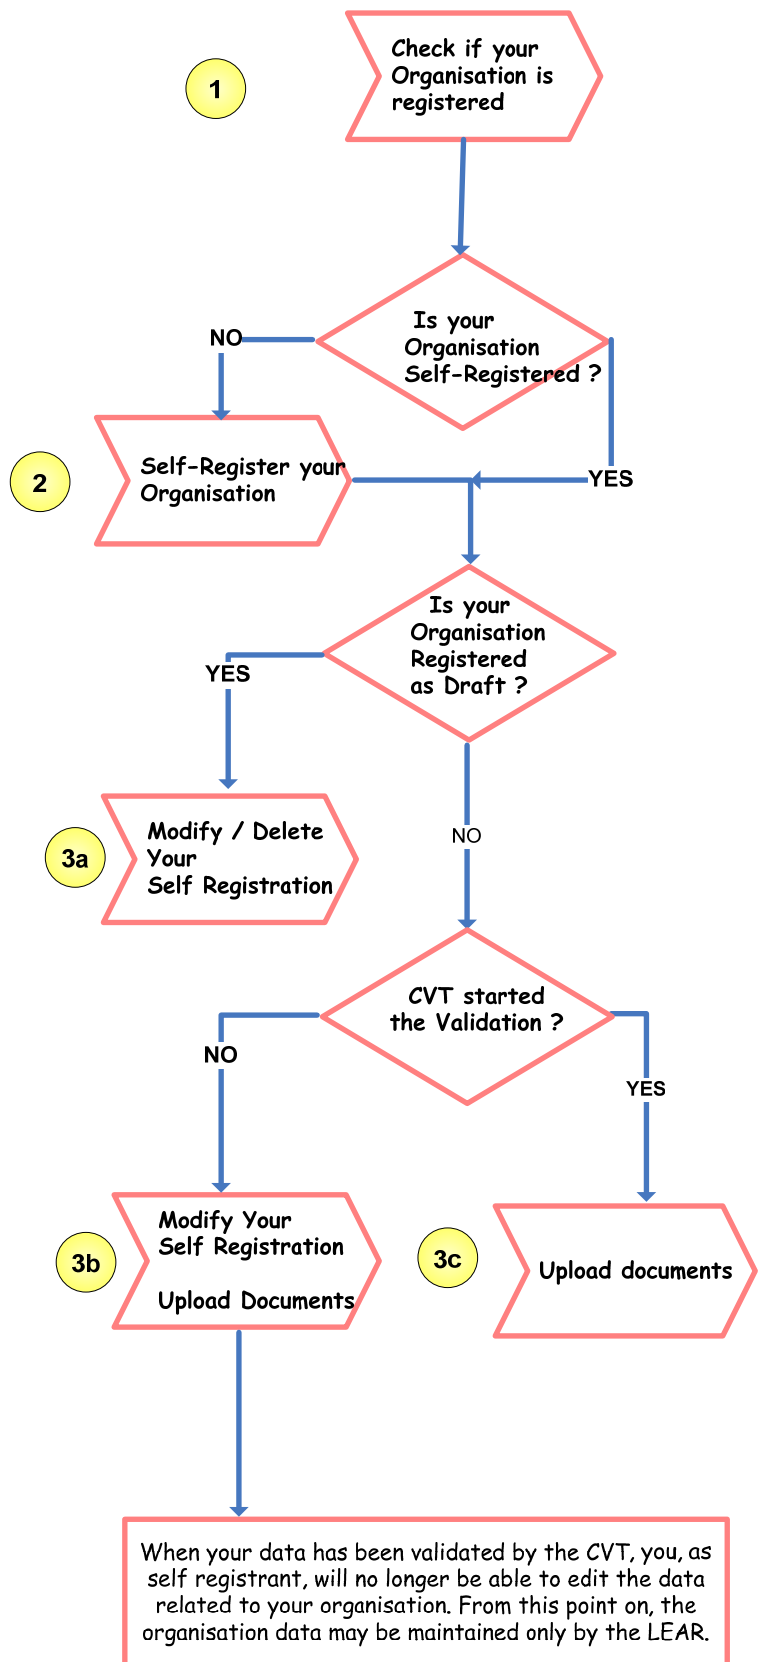 1
Check if your
Organisation is
registered
Is your
Organisation
Self-Registered ?
NO
YES
2
Self-Register your
Organisation
Is your
Organisation
Registered
as Draft ?
YES
NO
3a
Modify / Delete
Your
Self Registration
CVT started
the Validation ?
NO
YES
3b
Modify Your
Self Registration
Upload Documents
3c
Upload documents
When your data has been validated by the CVT, you, as
self registrant, will no longer be able to edit the data
related to your organisation. From this point on, the
organisation data may be maintained only by the LEAR.